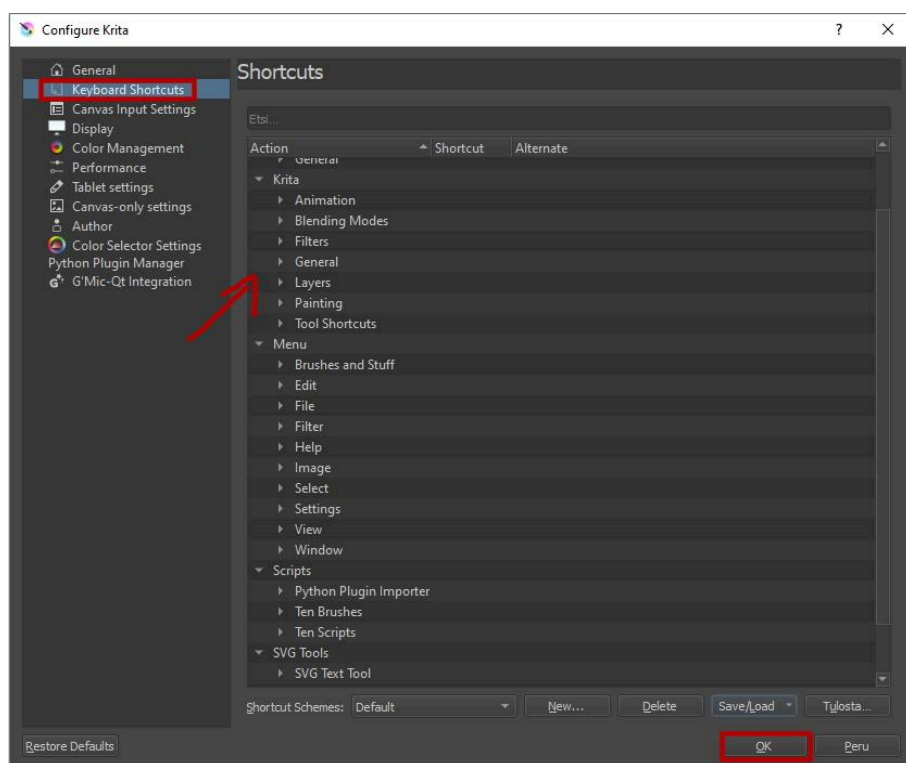 Configure Krita
?
General
Keyboard Shortcuts
Canvas Input Settings
Display
Color Management
Performance
Tablet settings
Canvas-only settings
Author
Color Selector Settings
Python Plugin Manager
G'Mic-Qt Integration
Shortcuts
Etsi...
Action Shortcut Alternate
General
Krita
Animation
Blending Modes
Filters
General
Layers
Painting
Tool Shortcuts
Menu
Brushes and Stuff
Edit
File
Filter
Help
Image
Select
Settings
View
Window
Scripts
Python Plugin Importer
Ten Brushes
Ten Scripts
SVG Tools
SVG Text Tool
Shortcut Schemes: Default New... Delete Save/Load Tulosta...
Restore Defaults OK Peru